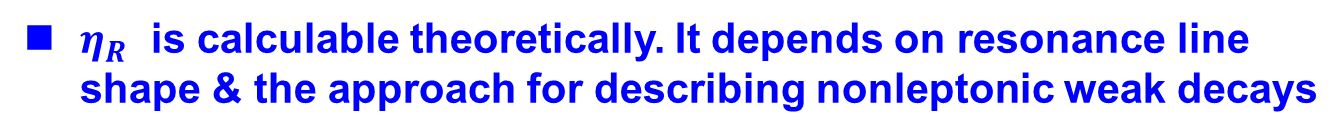 ■ η_R is calculable theoretically. It depends on resonance line
shape & the approach for describing nonleptonic weak decays